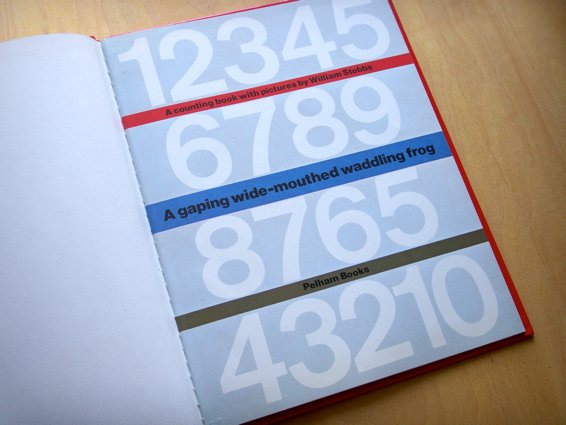 12345
A counting book with pictures by William Stobbs
6789
A gaping wide-mouthed waddling frog
8765
Pelham Books
43210